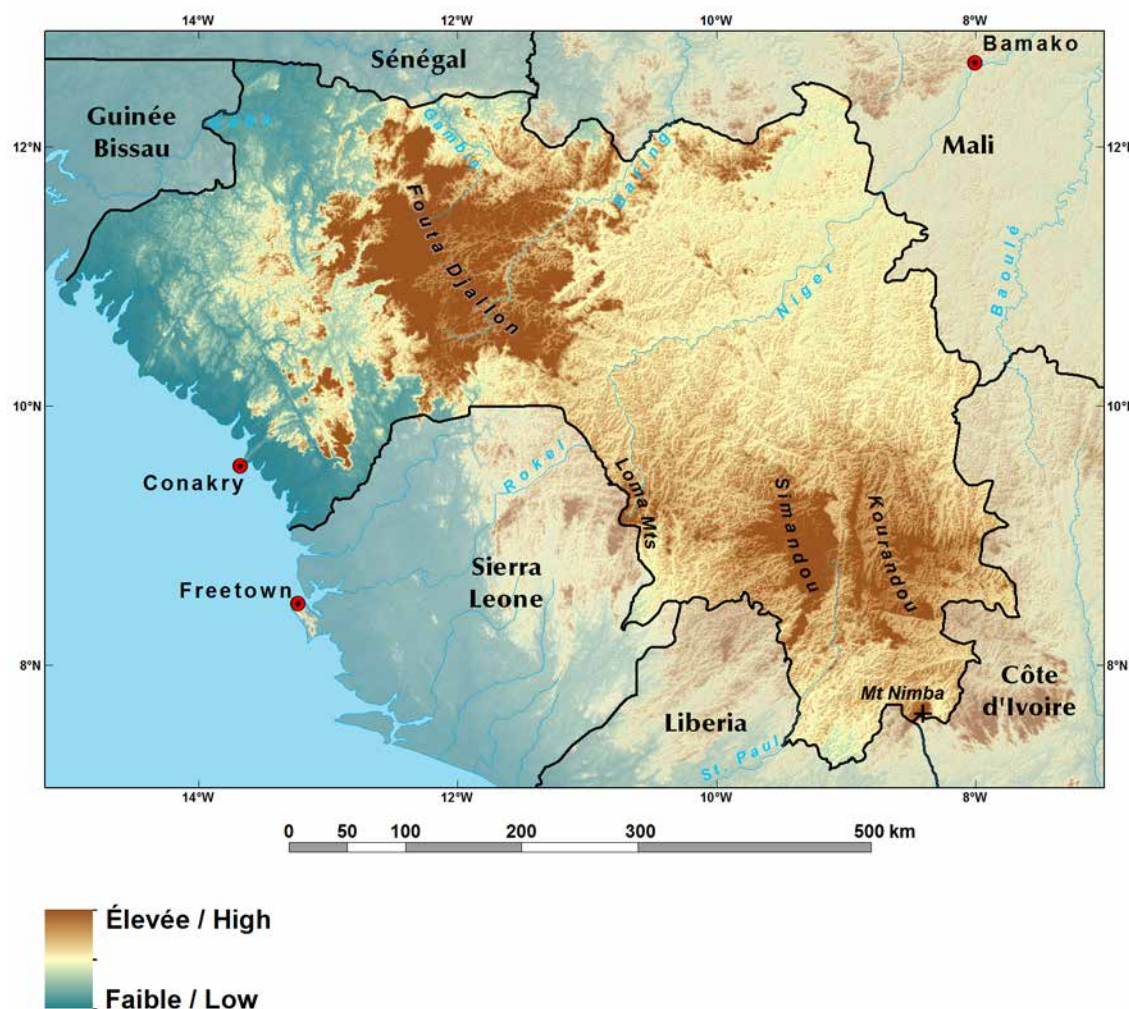 14°W 12°W 10°W 8°W
Sénégal
Bamako
Guinée
Bissau
Gambia
12°N
Bafing
Mali
12°N
Fouta Djallon
Niger
Baoulé
10°N
10°N
Conakry
Rokel
Loma Mts
Simandou
Kourandou
Sierra
Leone
Freetown
8°N
8°N
Mt Nimba
Côte
d'Ivoire
Liberia
St. Paul
14°W 12°W 10°W 8°W
0 50 100 200 300 500 km
Élevée / High
Faible / Low